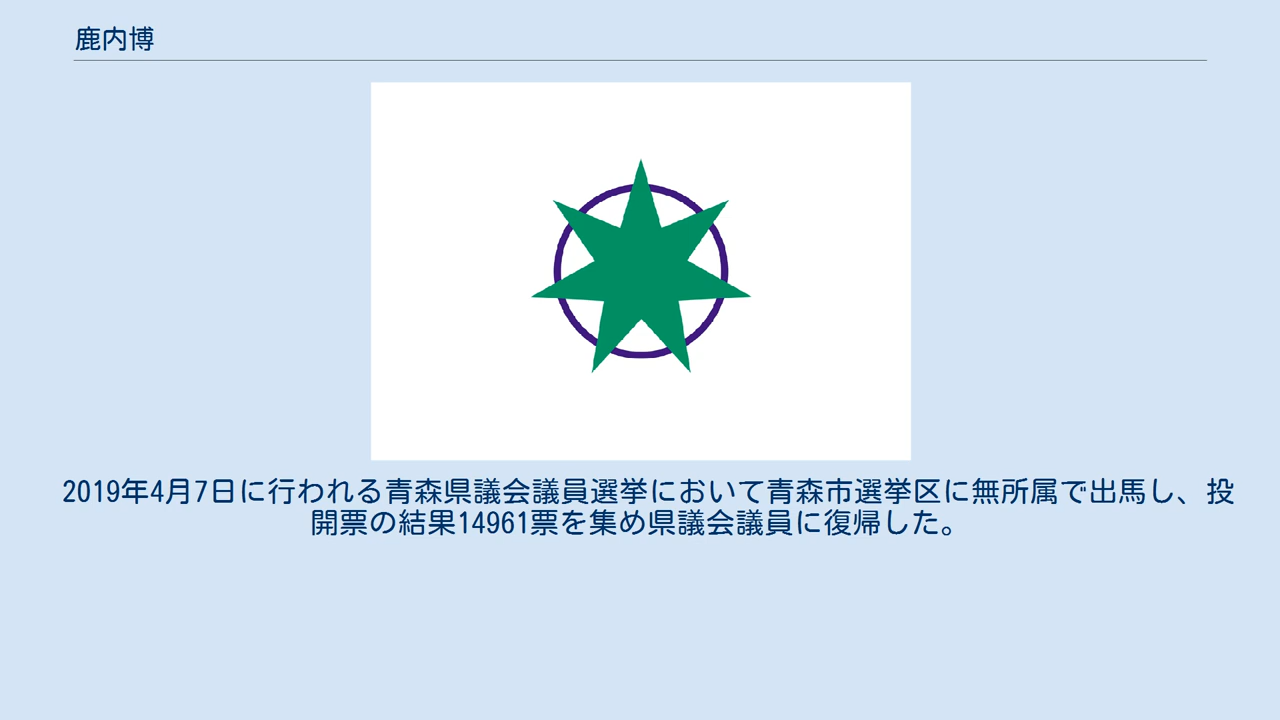 鹿内博
2019年4月7日に行われる青森県議会議員選挙において青森市選挙区に無所属で出馬し、投
開票の結果14961票を集め県議会議員に復帰した。